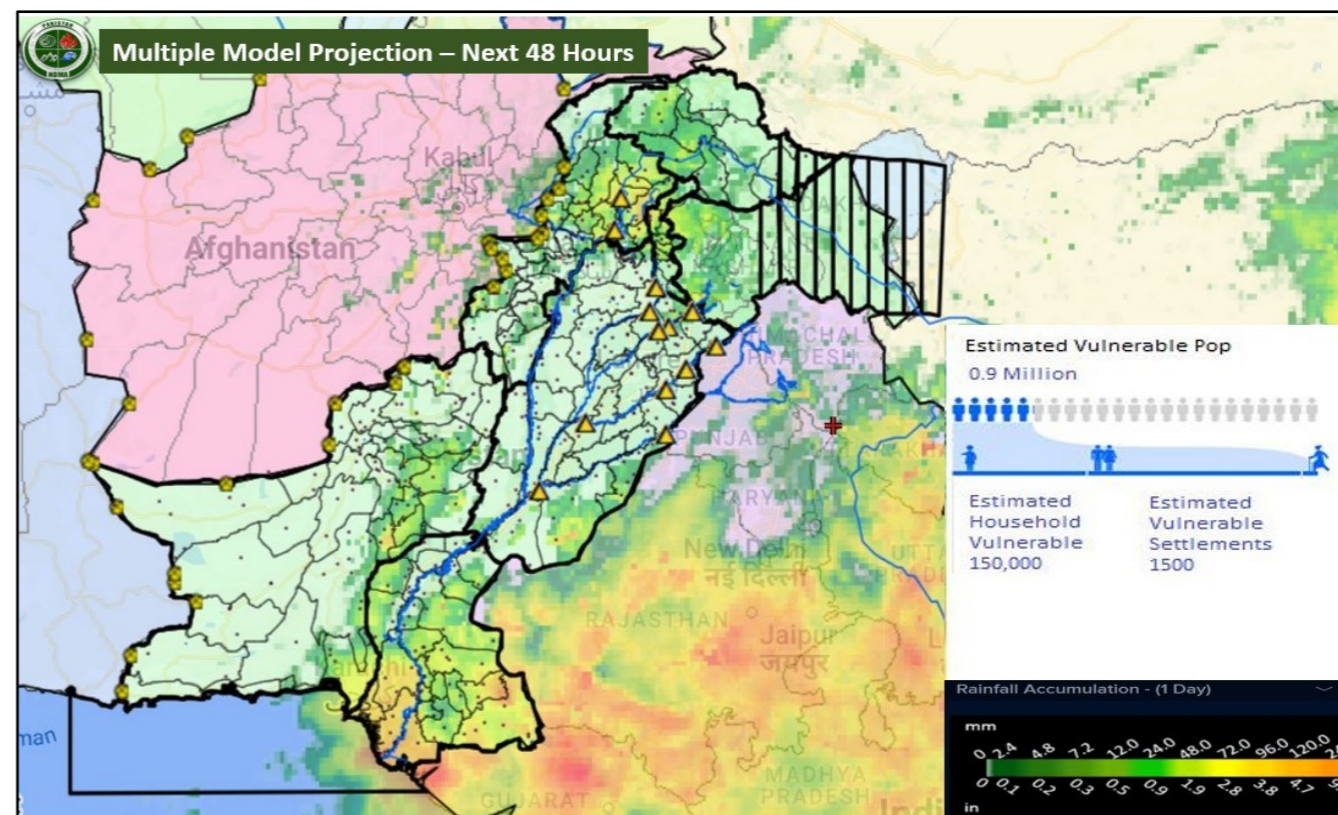 PAKISTAN
NDMA
Multiple Model Projection – Next 48 Hours
Kabul
Afghanistan
HIMACHAL
PRADESH
PUNJAB
HARYANA
New Delhi
नई दिल्ली
RAJASTHAN
Jaipur
जयपुर
MADHYA
PRADESH
GUJARAT
Estimated Vulnerable Pop
0.9 Million
Estimated
Household
Vulnerable
150,000
Estimated
Vulnerable
Settlements
1500
Rainfall Accumulation - (1 Day)
mm
0 2.4 4.8 7.2 12.0 24.0 48.0 72.0 96.0 120.0
0 0.1 0.2 0.3 0.5 0.9 1.9 2.8 3.8 4.7
in